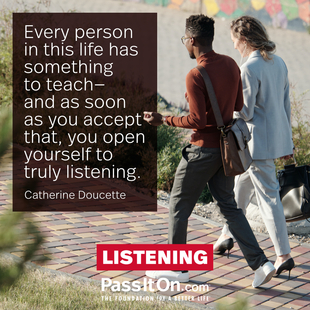 Every person
in this life has
something
to teach—
and as soon
as you accept
that, you open
yourself to
truly listening.
Catherine Doucette
LISTENING
PassItOn.com
THE FOUNDATION FOR A BETTER LIFE